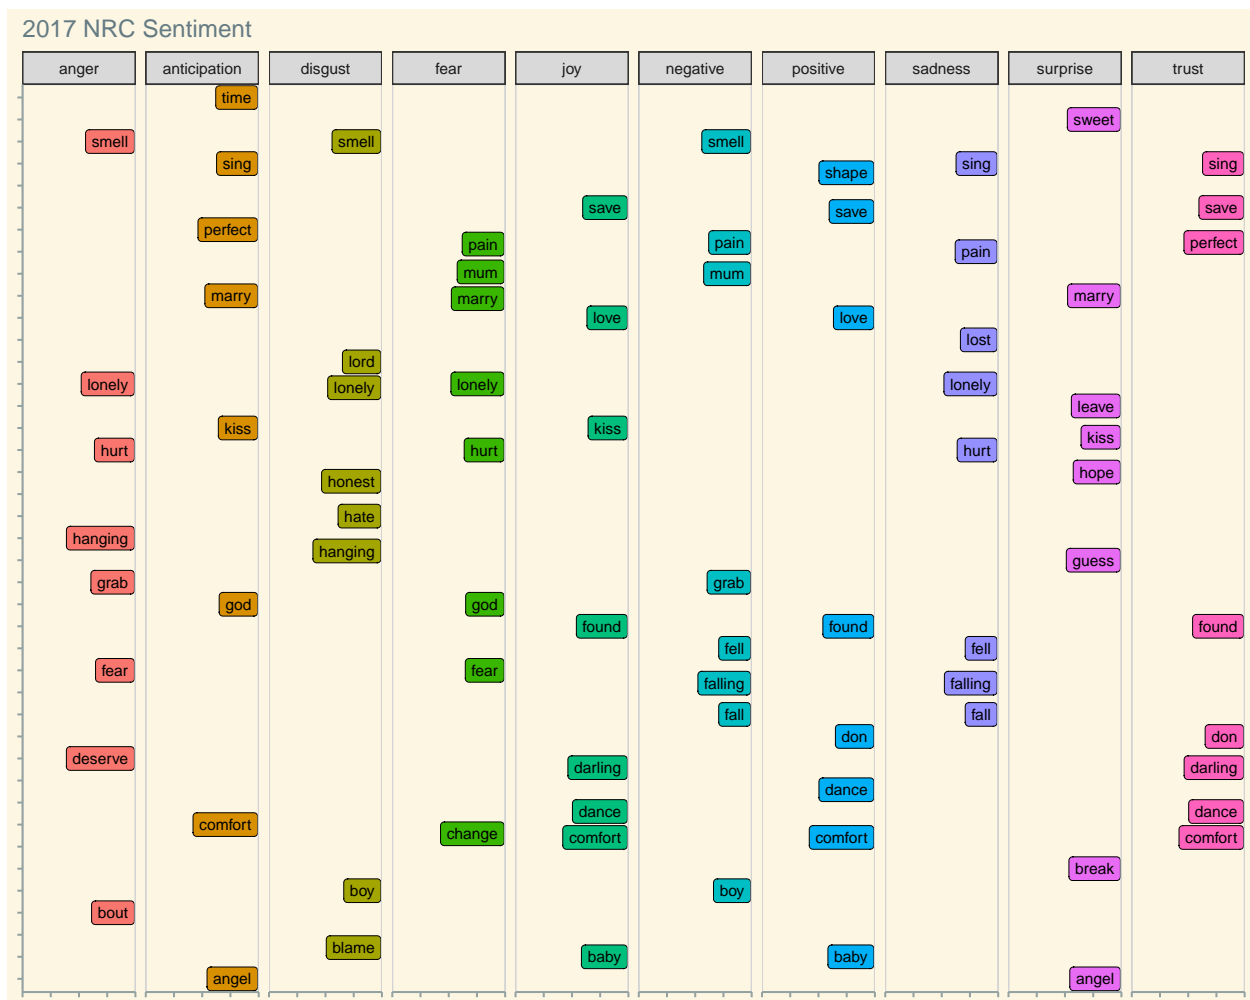 2017 NRC Sentiment
anger anticipation disgust fear joy negative positive sadness surprise trust
time
sweet
smell smell smell
sing sing sing
shape
save save save
perfect perfect
pain pain pain
mum mum
marry marry marry
love love
lost
lord
lonely lonely lonely lonely
leave
kiss kiss kiss
hurt hurt hurt
hope
honest
hate
hanging hanging
guess
grab grab
god god
found found found
fell fell
fear fear
falling falling
fall fall
don don
deserve
darling darling
dance dance dance
comfort comfort comfort comfort
change
break
boy boy
bout
blame
baby baby
angel angel